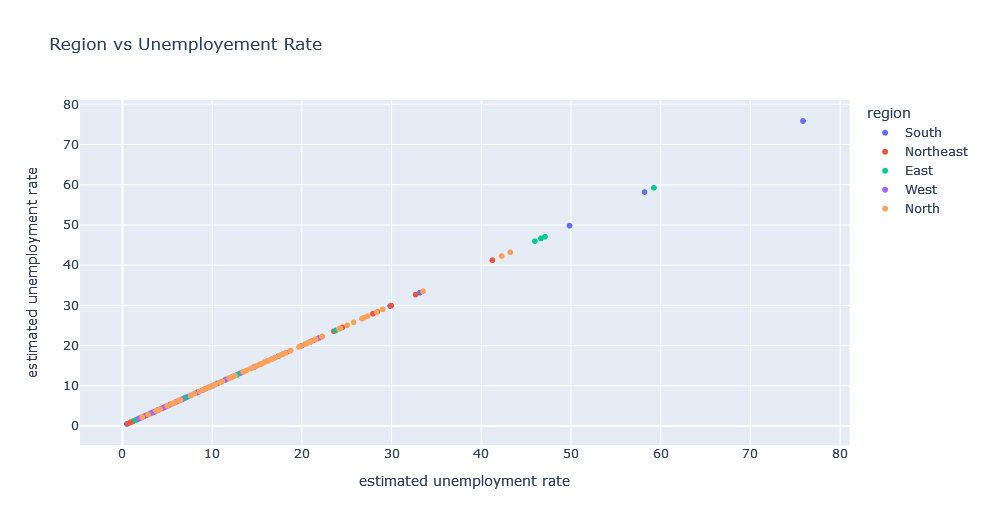 Region vs Unemployement Rate
estimated unemployment rate
80
70
60
50
40
30
20
10
0
0 10 20 30 40 50 60 70 80
estimated unemployment rate
region
South
Northeast
East
West
North